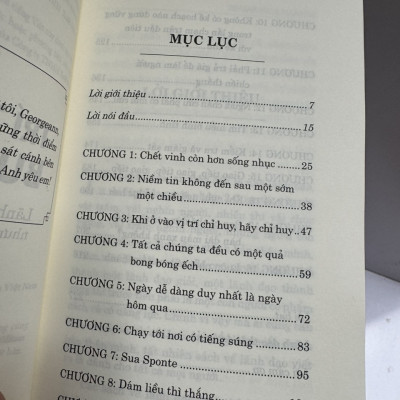 tôi, Georgeann,
ững thời điểm
sát cánh bên
Anh yêu em!
MỤC LỤC
Lời giới thiệu 7
Lời nói đầu 15
CHƯƠNG 1: Chết vinh còn hơn sống nhục 25
CHƯƠNG 2: Niềm tin không đến sau một sớm
một chiều 38
CHƯƠNG 3: Khi ở vào vị trí chỉ huy, hãy chỉ huy 47
CHƯƠNG 4: Tất cả chúng ta đều có một quả
bong bóng ếch 59
CHƯƠNG 5: Ngày dễ dàng duy nhất là ngày
hôm qua 72
CHƯƠNG 6: Chạy tới nơi có tiếng súng 83
CHƯƠNG 7: Sua Sponte 95
CHƯƠNG 8: Dám liều thì thắng